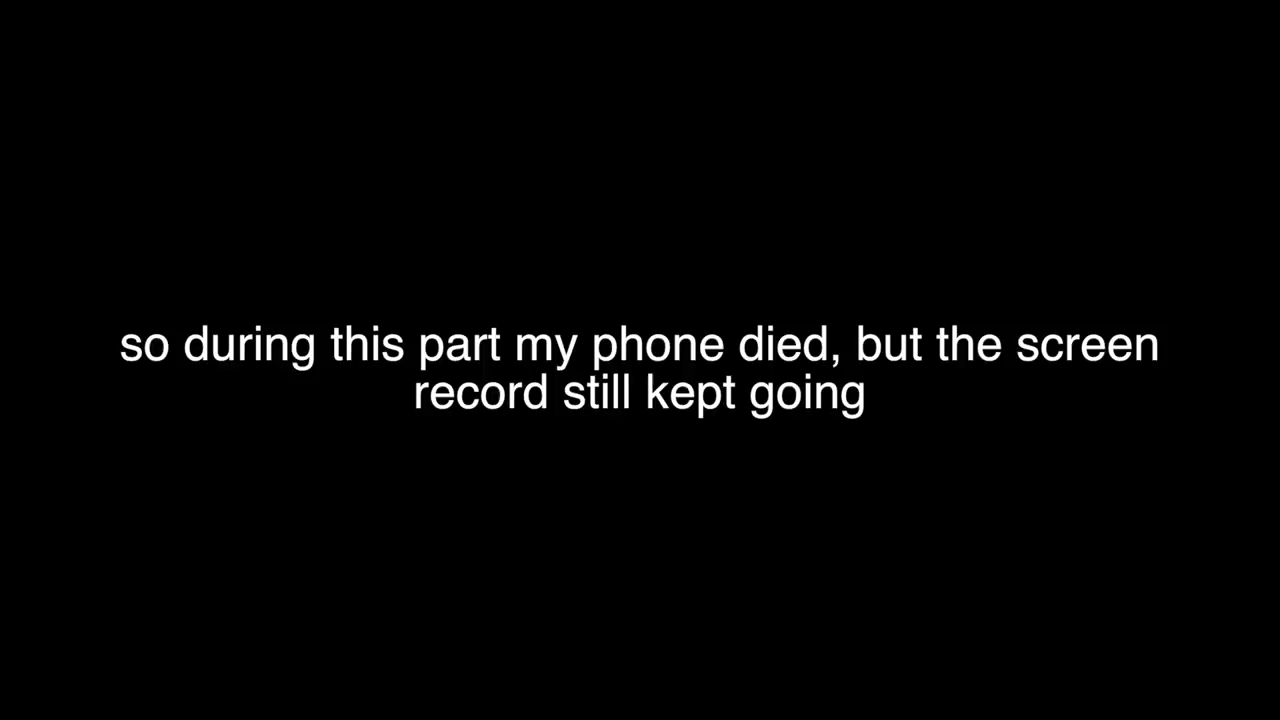 so during this part my phone died, but the screen
record still kept going